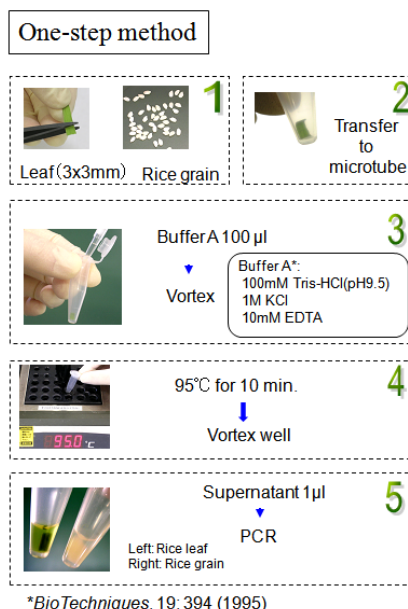 One-step method
1
Leaf(3x3mm)
Rice grain
2
Transfer
to
microtube
3
Buffer A 100 μl
Vortex
Buffer A*:
100mM Tris-HCl(pH9.5)
1M KCl
10mM EDTA
4
95℃ for 10 min.
Vortex well
95.0 °C
5
Supernatant 1μl
PCR
Left: Rice leaf
Right: Rice grain
*BioTechniques, 19: 394 (1995)